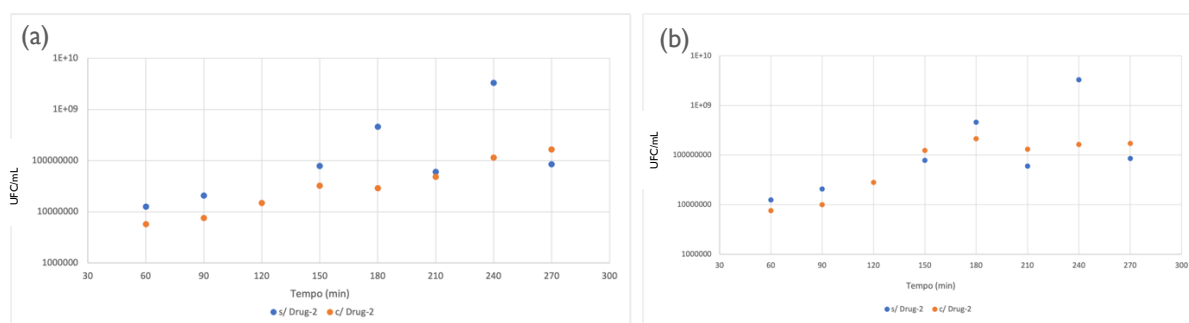 (a)
1E+10
1E+09
100000000
10000000
1000000
UFC/mL
30 60 90 120 150 180 210 240 270 300
Tempo (min)
s/ Drug-2 c/ Drug-2
(b)
1E+10
1E+09
100000000
10000000
1000000
UFC/mL
30 60 90 120 150 180 210 240 270 300
Tempo (min)
s/ Drug-2 c/ Drug-2